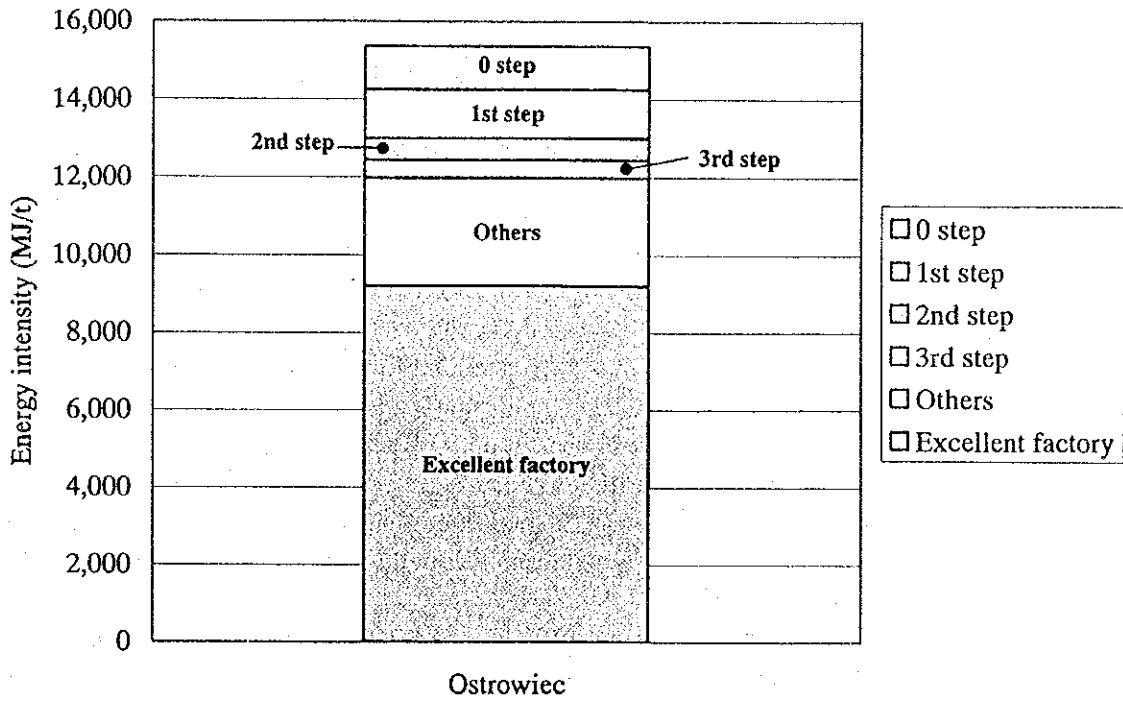 16,000
14,000
12,000
10,000
8,000
6,000
4,000
2,000
0
Energy intensity (MJ/t)
0 step
1st step
2nd step
3rd step
Others
Excellent factory
Ostrowiec
0 step
1st step
2nd step
3rd step
Others
Excellent factory